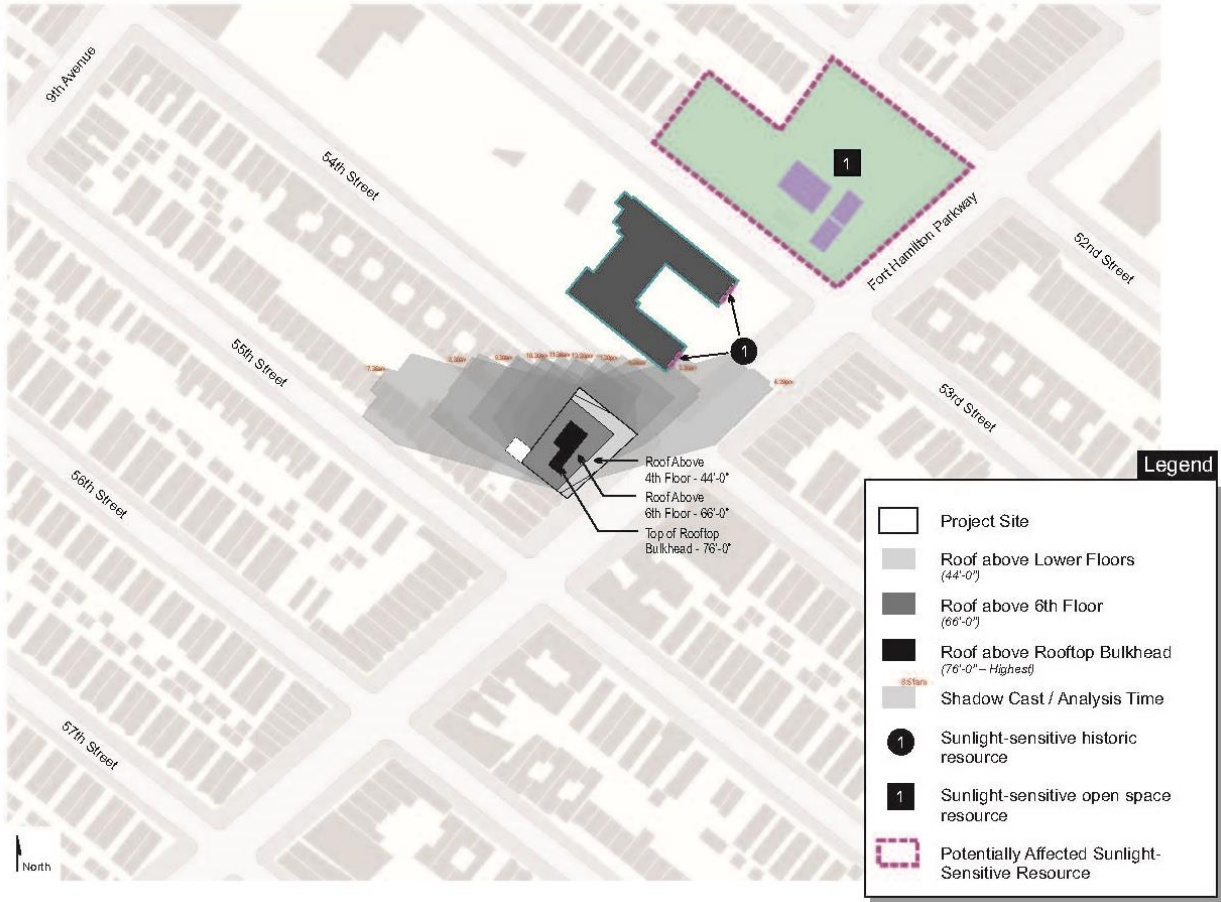 9th Avenue
54th Street
1
Fort Hamilton Parkway
52nd Street
1
55th Street
53rd Street
Roof Above
4th Floor - 44'-0"
Roof Above
6th Floor - 66'-0"
Top of Rooftop
Bulkhead - 76'-0"
56th Street
57th Street
North
Legend
Project Site
Roof above Lower Floors
(44'-0")
Roof above 6th Floor
(66'-0")
Roof above Rooftop Bulkhead
(76'-0" – Highest)
Shadow Cast / Analysis Time
1
Sunlight-sensitive historic
resource
1
Sunlight-sensitive open space
resource
Potentially Affected Sunlight-
Sensitive Resource